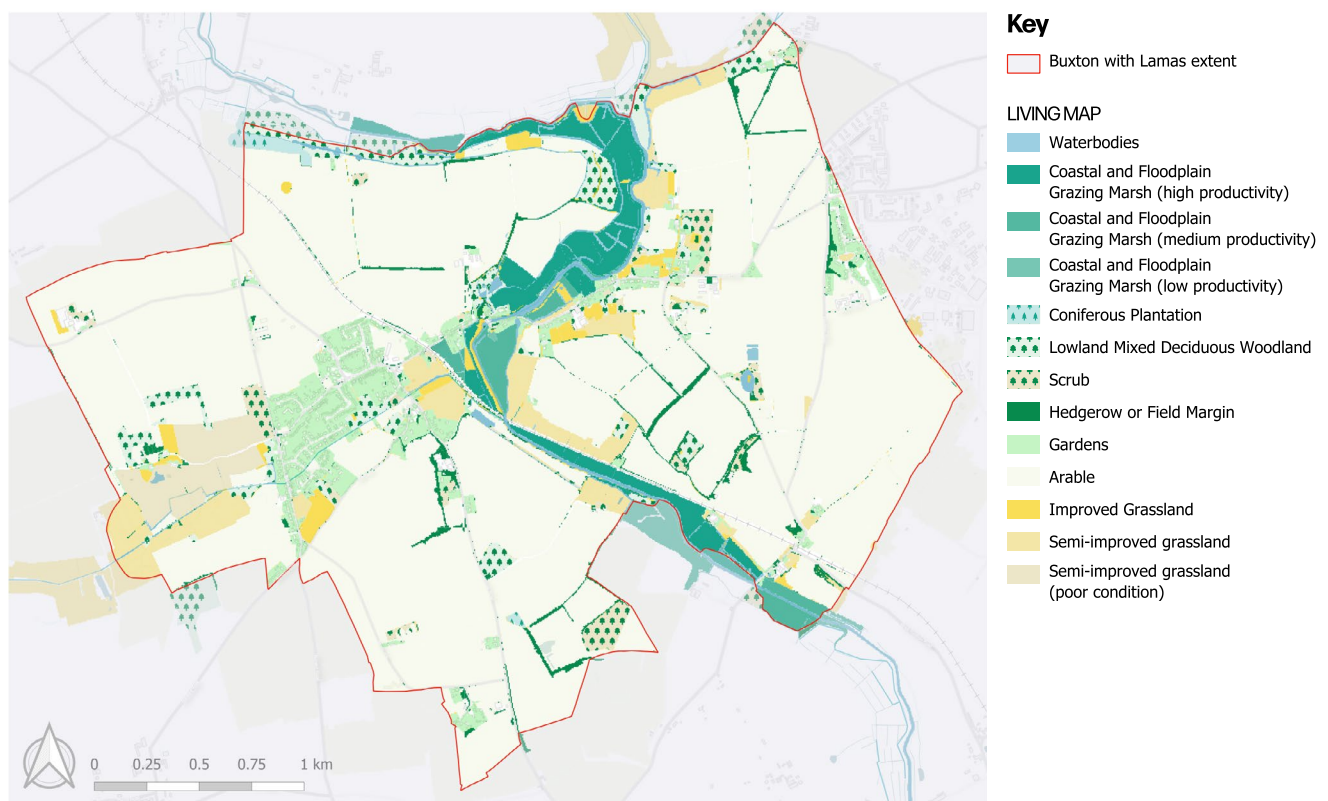 Key
Buxton with Lamas extent
LIVING MAP
Waterbodies
Coastal and Floodplain
Grazing Marsh (high productivity)
Coastal and Floodplain
Grazing Marsh (medium productivity)
Coastal and Floodplain
Grazing Marsh (low productivity)
Coniferous Plantation
Lowland Mixed Deciduous Woodland
Scrub
Hedgerow or Field Margin
Gardens
Arable
Improved Grassland
Semi-improved grassland
Semi-improved grassland
(poor condition)
0 0.25 0.5 0.75 1 km